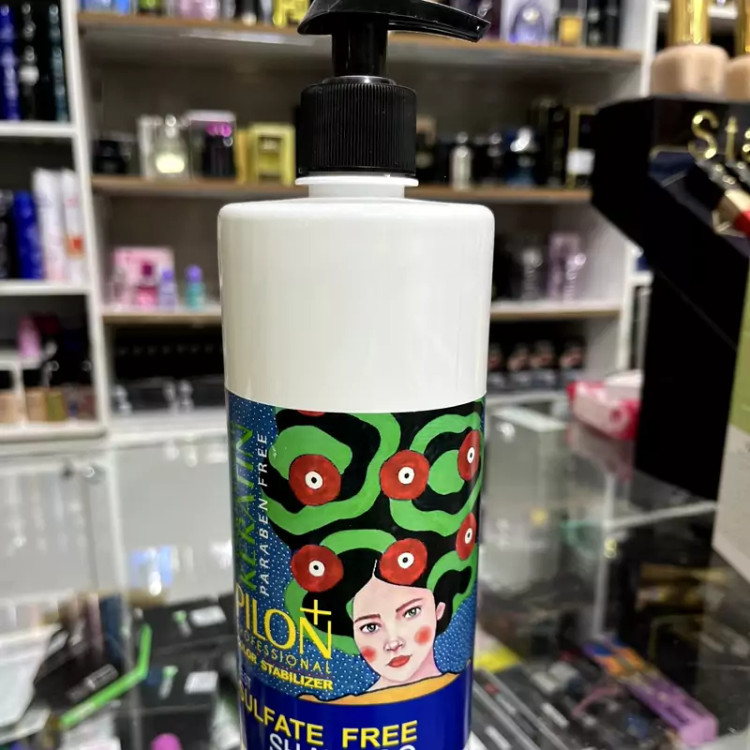 KERATIN
PARABEN FREE
PILON+
PROFESSIONAL
COLOR STABILIZER
SULFATE FREE